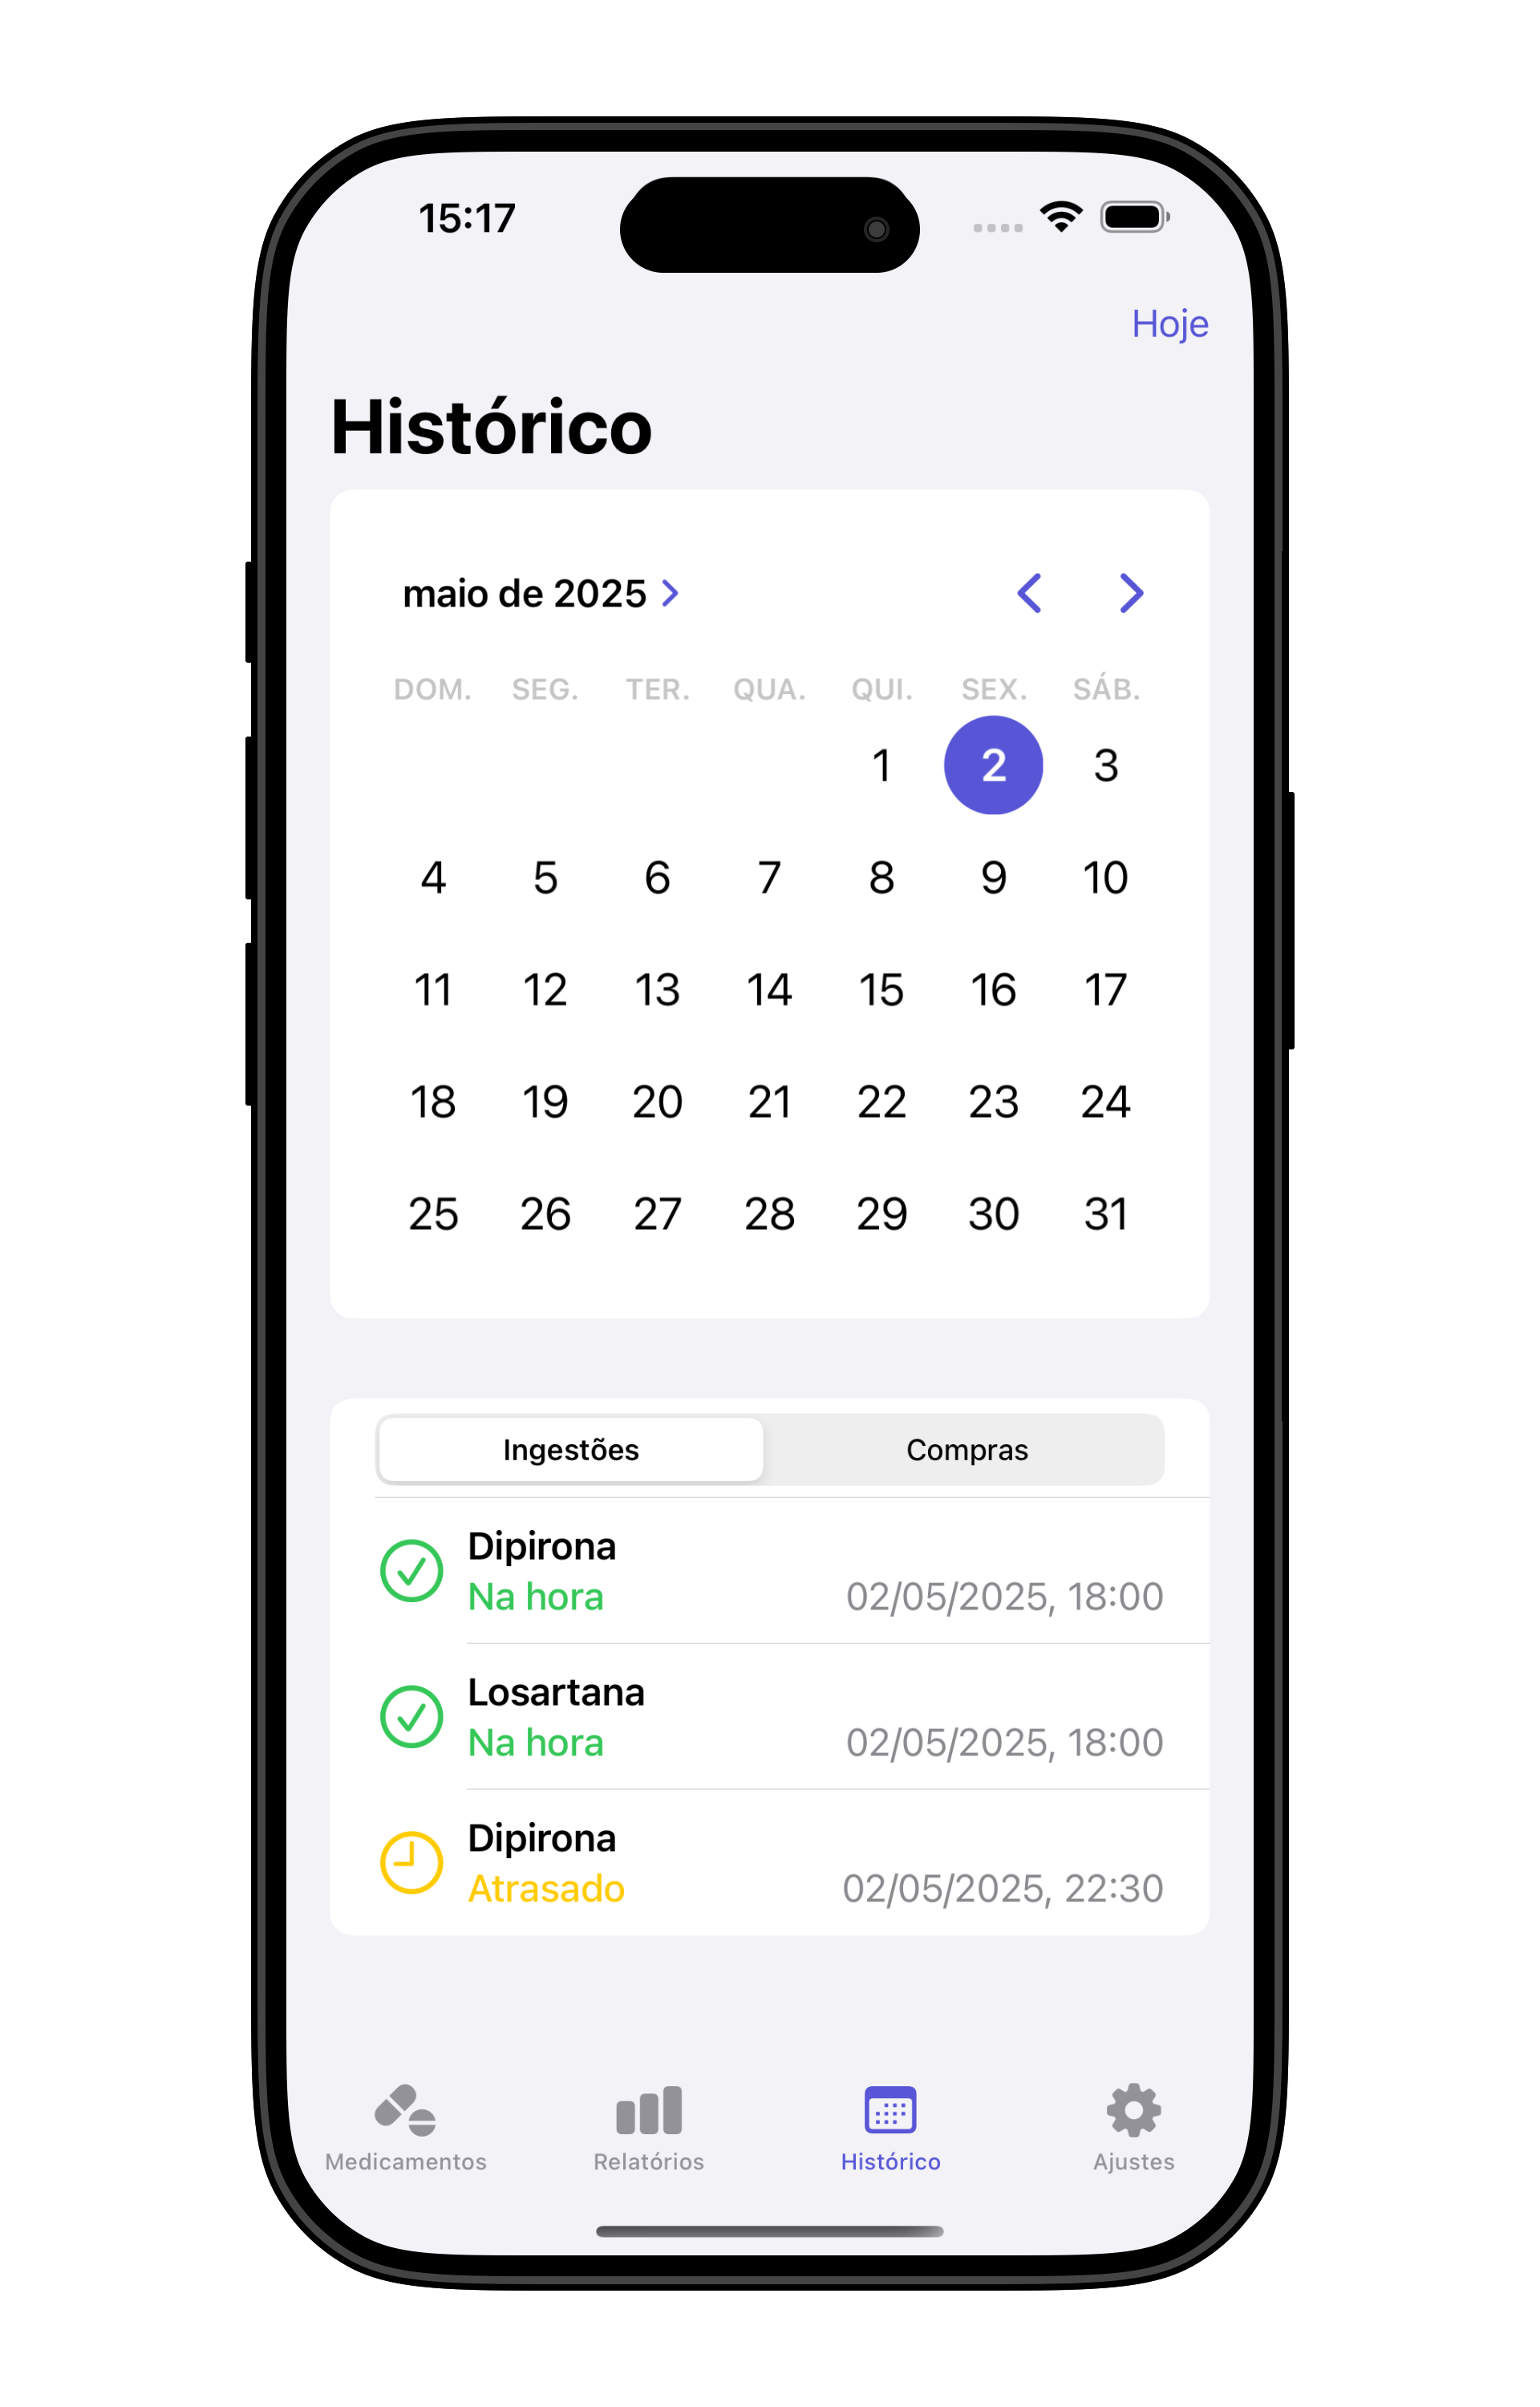 15:17
Hoje
Histórico
maio de 2025
DOM. SEG. TER. QUA. QUI. SEX. SÁB.
1 2 3
4 5 6 7 8 9 10
11 12 13 14 15 16 17
18 19 20 21 22 23 24
25 26 27 28 29 30 31
Ingestões Compras
Dipirona
Na hora 02/05/2025, 18:00
Losartana
Na hora 02/05/2025, 18:00
Dipirona
Atrasado 02/05/2025, 22:30
Medicamentos Relatórios Histórico Ajustes